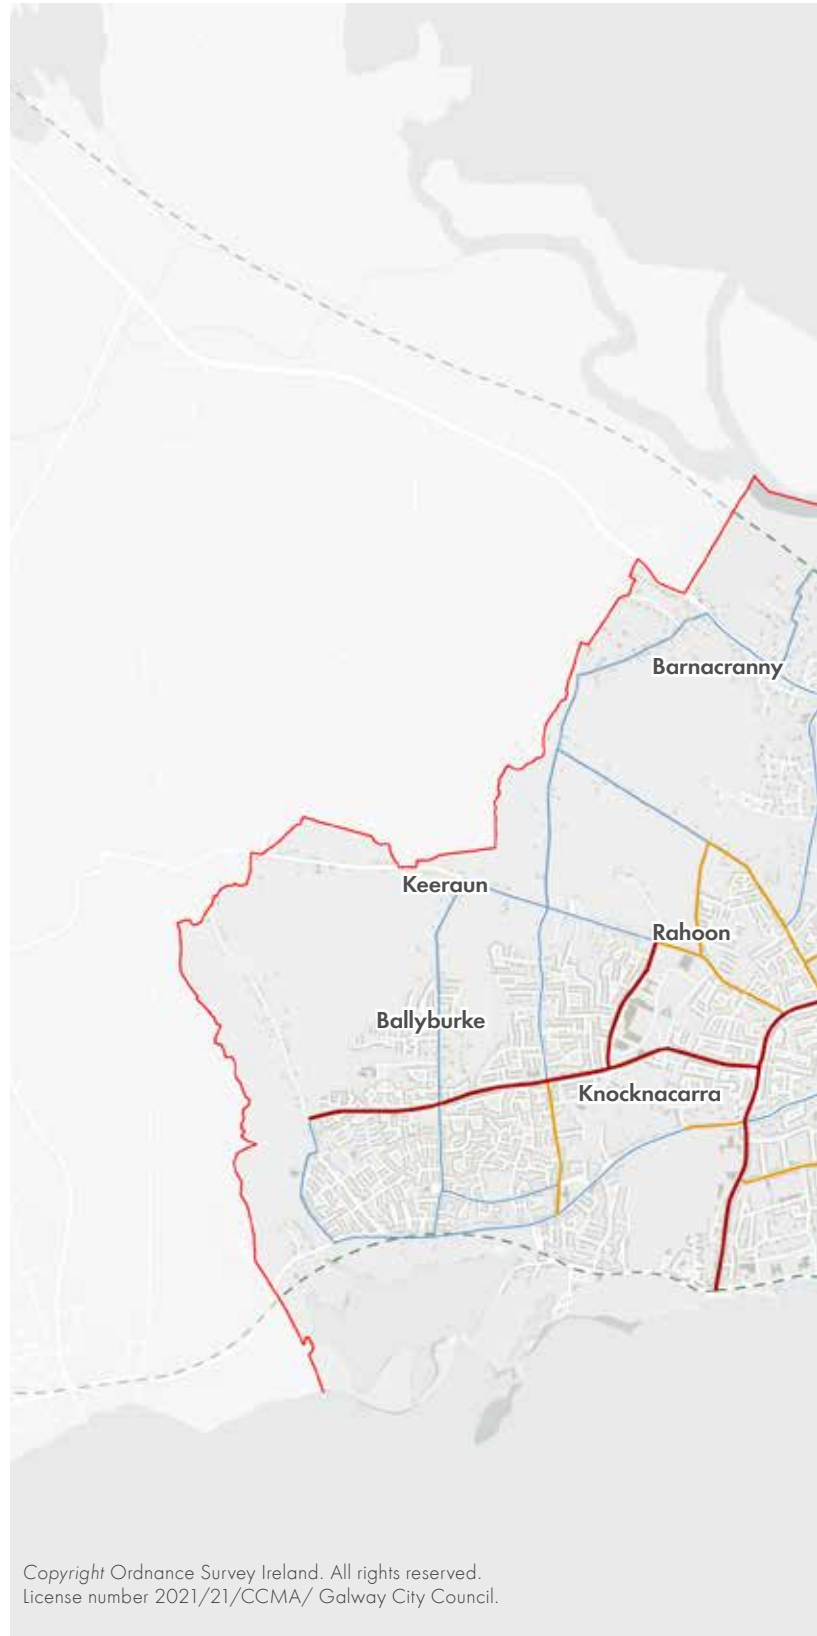 Barnacranny
Keeraun
Rahoon
Ballyburke
Knocknacarra
Copyright Ordnance Survey Ireland. All rights reserved.
License number 2021/21/CCMA/ Galway City Council.